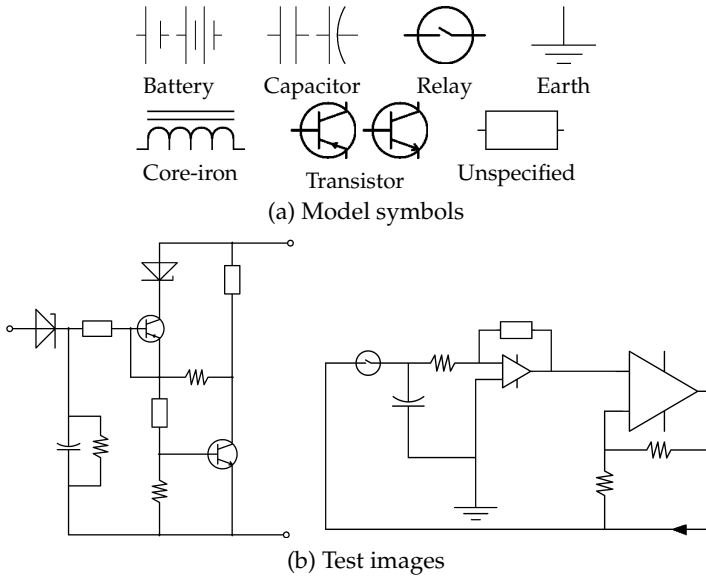 Battery Capacitor Relay Earth
Core-iron Transistor Unspecified
(a) Model symbols
(b) Test images